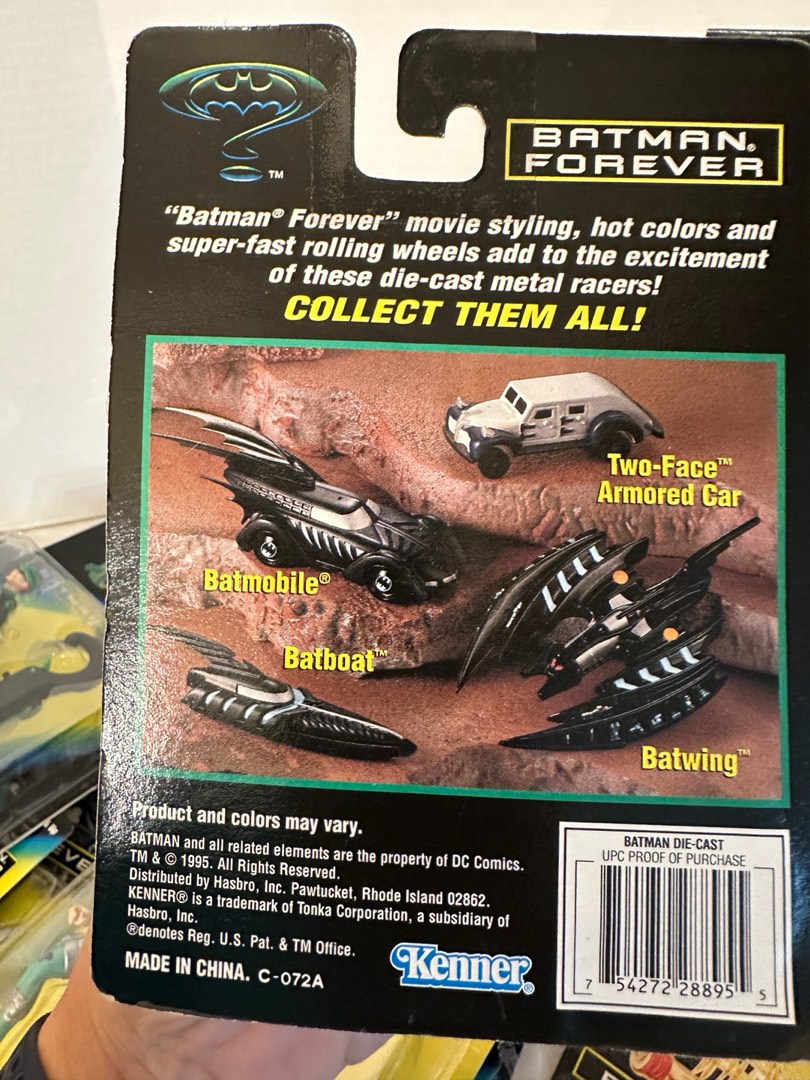 TM
BATMAN®
FOREVER
“Batman® Forever” movie styling, hot colors and
super-fast rolling wheels add to the excitement
of these die-cast metal racers!
COLLECT THEM ALL!
Two-Face™
Armored Car
Batmobile®
Batboat™
Batwing™
Product and colors may vary.
BATMAN and all related elements are the property of DC Comics.
TM & © 1995. All Rights Reserved.
Distributed by Hasbro, Inc. Pawtucket, Rhode Island 02862.
KENNER® is a trademark of Tonka Corporation, a subsidiary of
Hasbro, Inc.
®denotes Reg. U.S. Pat. & TM Office.
MADE IN CHINA. C-072A
Kenner®
BATMAN DIE-CAST
UPC PROOF OF PURCHASE
7 54272 28895 5